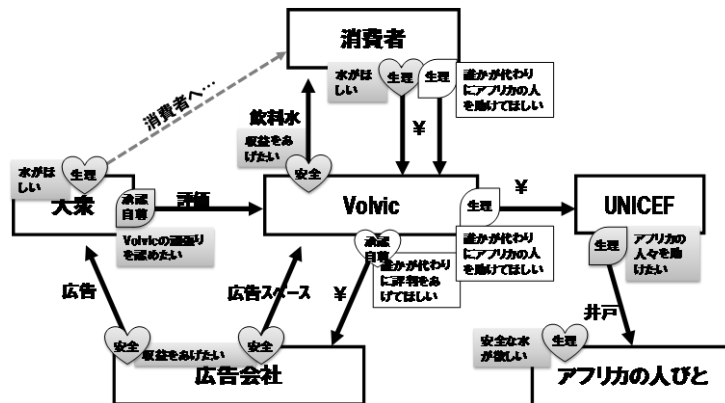 消費者
水がほ
しい
生理
生理
誰かが代わり
にアフリカの人
を助けてほしい
消費者へ…
飲料水
収益をあ
げたい
¥
安全
水がほ
しい
生理
大衆
承認
自尊
評価
Volvic
生理
¥
UNICEF
Volvicの頑張り
を認めたい
承認
自尊
誰かが代わり
に評判をあ
げてほしい
誰かが代わり
にアフリカの人
を助けてほしい
生理
アフリカの
人々を助
けたい
広告
広告スペース
¥
井戸
安全
収益をあげたい
安全
広告会社
安全な水
が欲しい
生理
アフリカの人びと